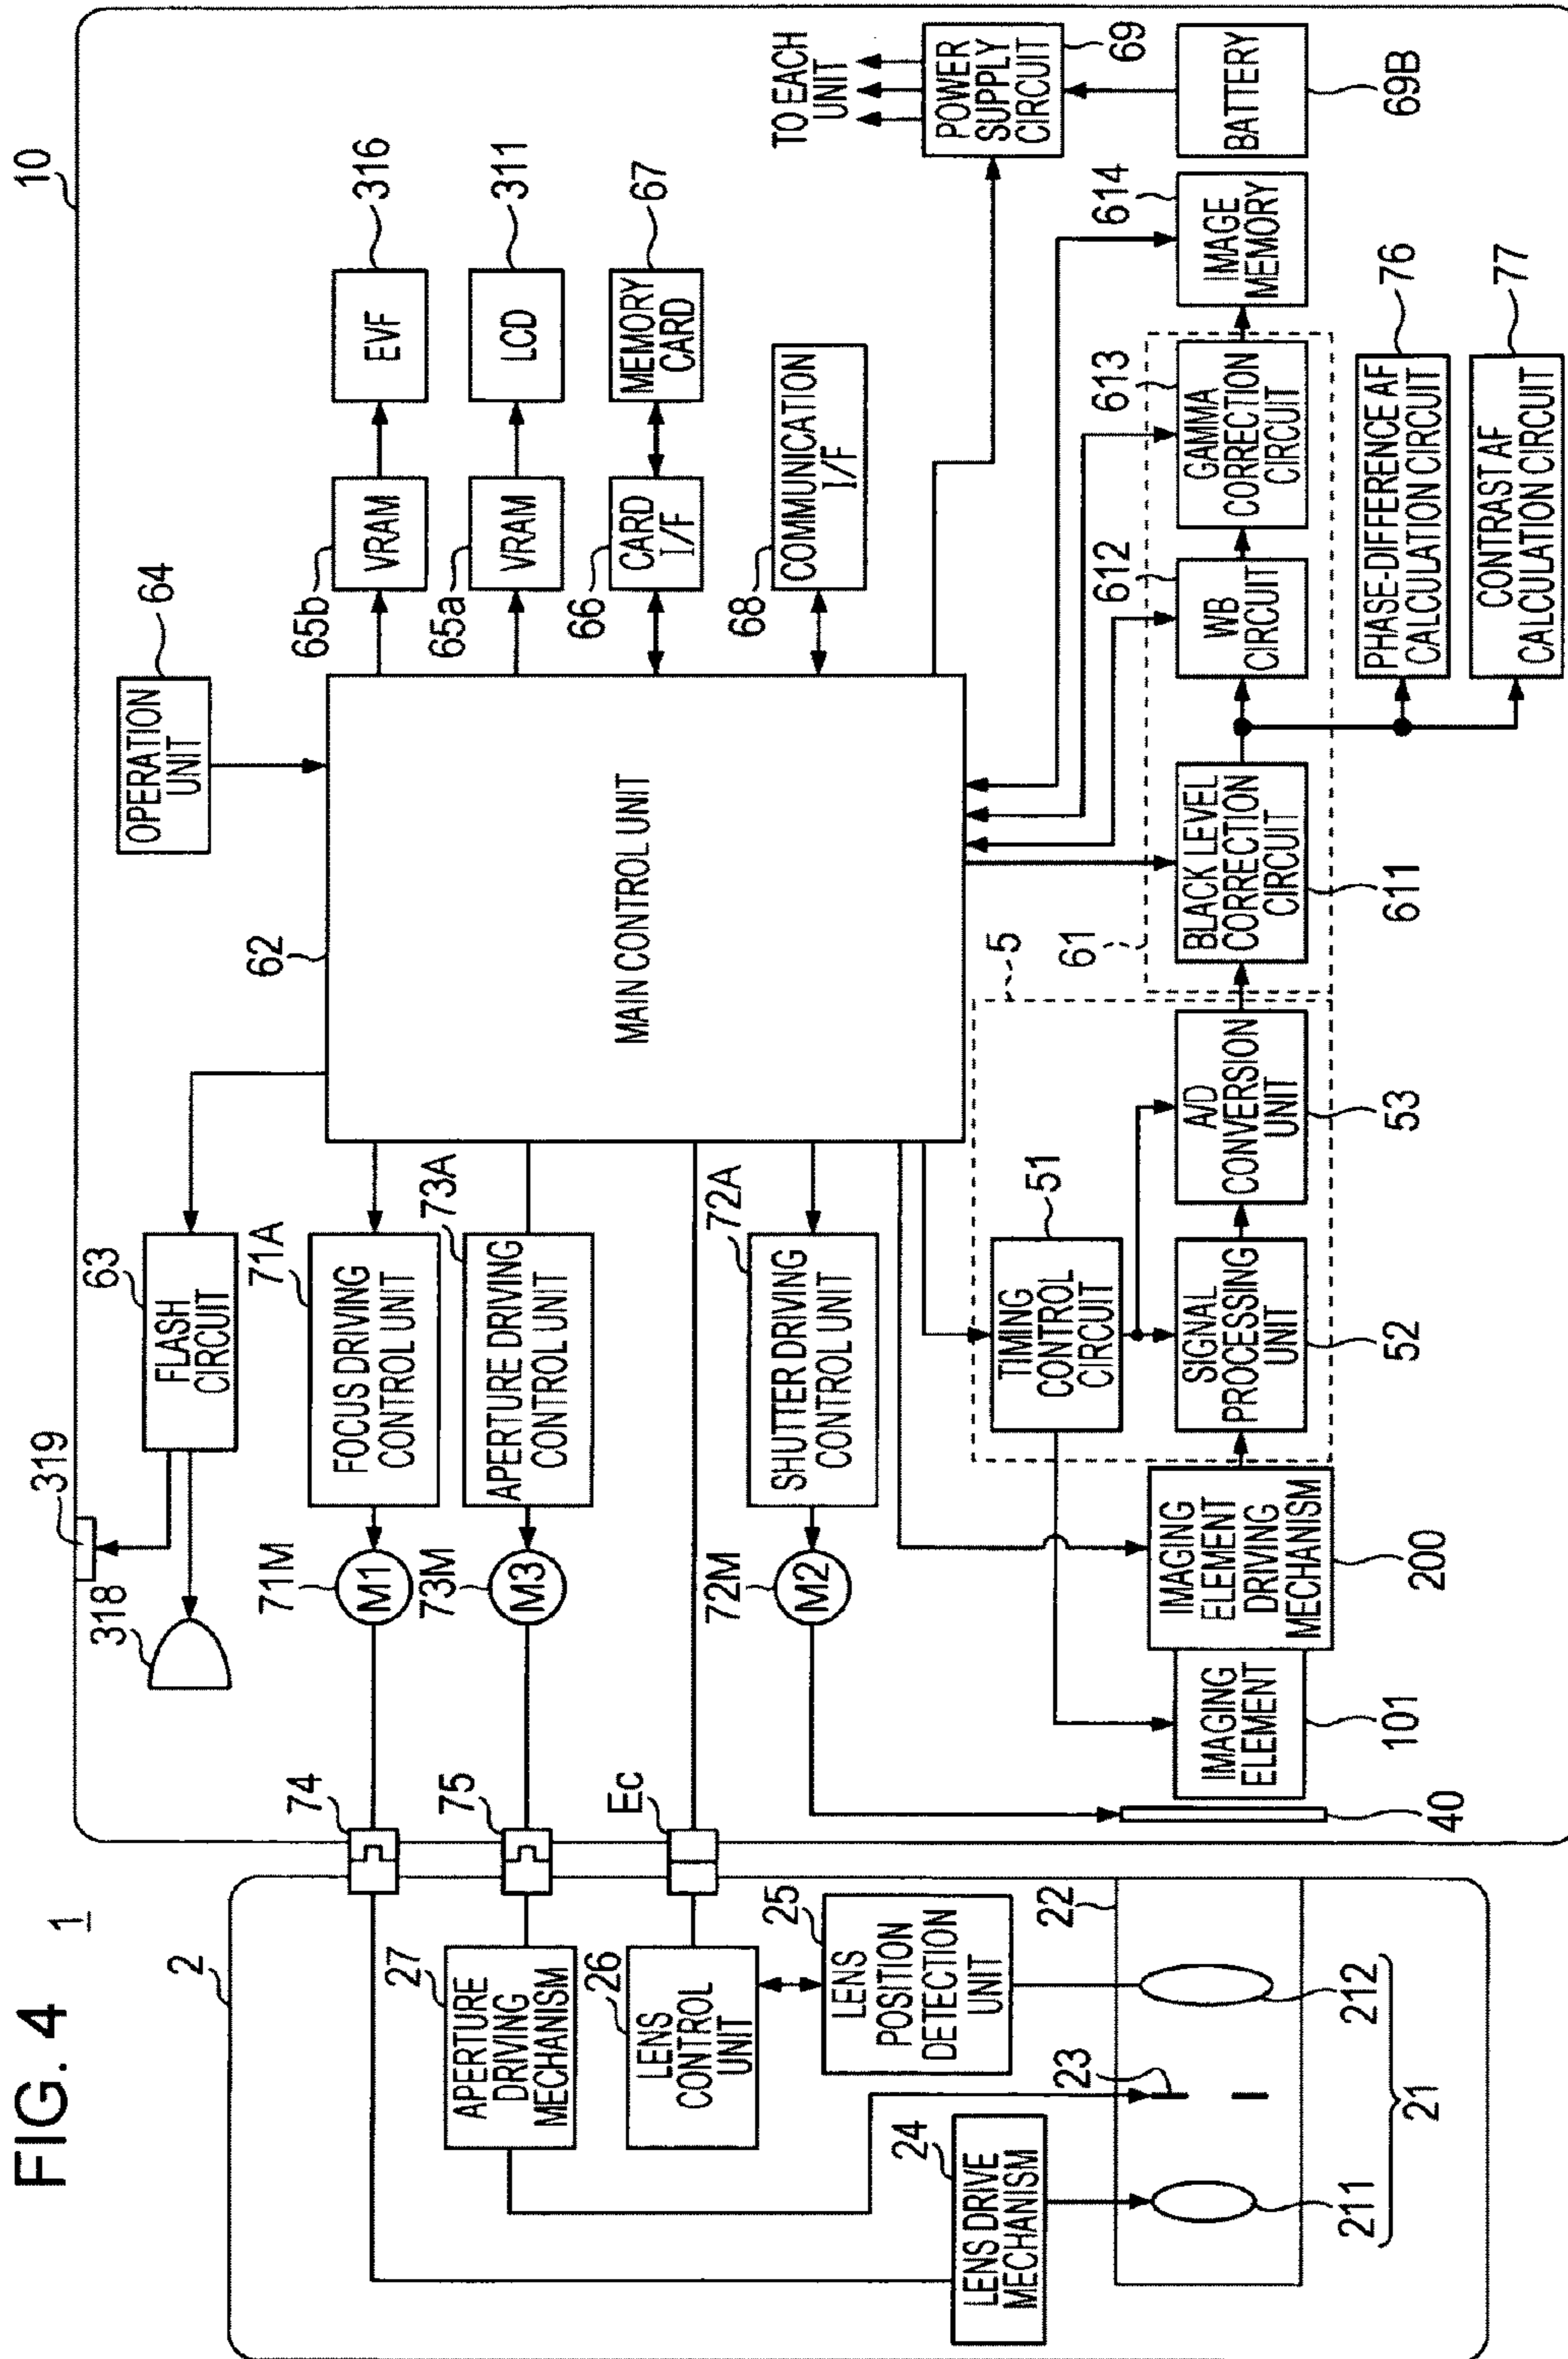 FIG. 4
1
10
2
319
318
63
FLASH
CIRCUIT
64
OPERATION
UNIT
74
71M
M1
71A
FOCUS DRIVING
CONTROL UNIT
62
MAIN CONTROL UNIT
65b
VRAM
316
EVF
27
APERTURE
DRIVING
MECHANISM
75
73M
M3
73A
APERTURE DRIVING
CONTROL UNIT
65a
VRAM
311
LCD
26
LENS
CONTROL
UNIT
Ec
66
CARD
I/F
67
MEMORY
CARD
25
LENS
POSITION
DETECTION
UNIT
72M
M2
72A
SHUTTER DRIVING
CONTROL UNIT
68
COMMUNICATION
I/F
TO EACH
UNIT
24
LENS DRIVE
MECHANISM
51
TIMING
CONTROL
CIRCUIT
5
61
POWER
SUPPLY
CIRCUIT
69
23
22
612
613
614
IMAGING
ELEMENT
IMAGING
ELEMENT
DRIVING
MECHANISM
SIGNAL
PROCESSING
UNIT
A/D
CONVERSION
UNIT
BLACK LEVEL
CORRECTION
CIRCUIT
WB
CIRCUIT
GAMMA
CORRECTION
CIRCUIT
IMAGE
MEMORY
BATTERY
211
212
21
40
101
200
52
53
611
69B
PHASE-DIFFERENCE AF
CALCULATION CIRCUIT
76
CONTRAST AF
CALCULATION CIRCUIT
77